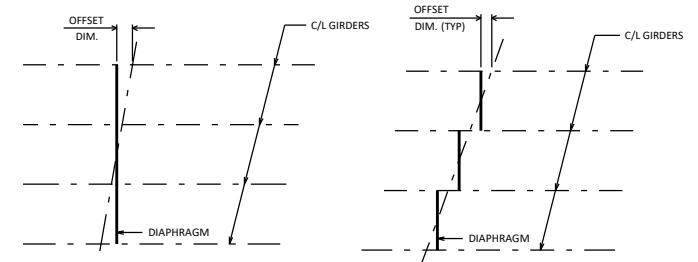 OFFSET
DIM.
C/L GIRDERS
DIAPHRAGM
OFFSET
DIM. (TYP)
C/L GIRDERS
DIAPHRAGM